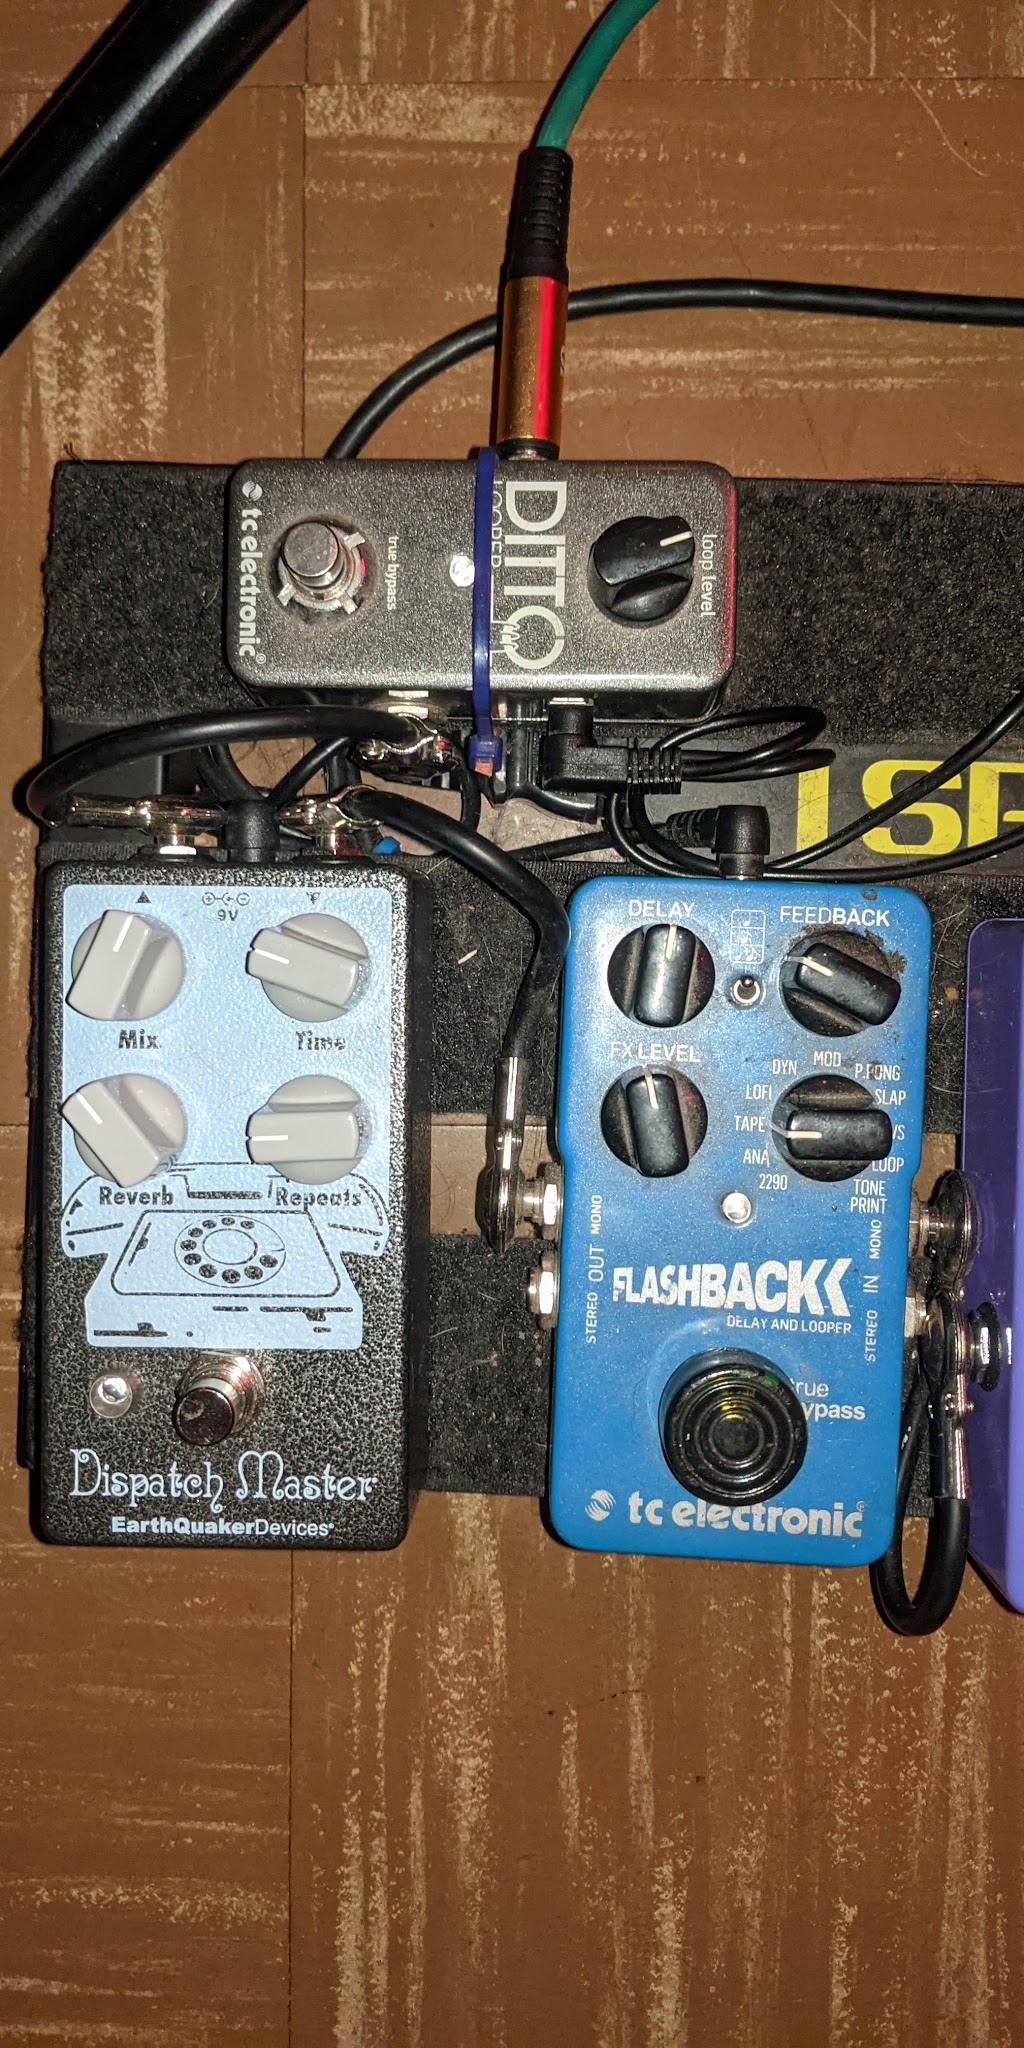 tc electronic®
true bypass
DITTO
LOOPER
loop level
9V
Mix
Time
Reverb
Repeats
Dispatch Master
EarthQuakerDevices®
DELAY
FEEDBACK
FX LEVEL
DYN
MOD
P.PONG
LOFI
SLAP
TAPE
ANA
LOOP
2290
TONE
PRINT
STEREO OUT MONO
STEREO IN MONO
FLASHBACK
DELAY AND LOOPER
true
bypass
tc electronic®